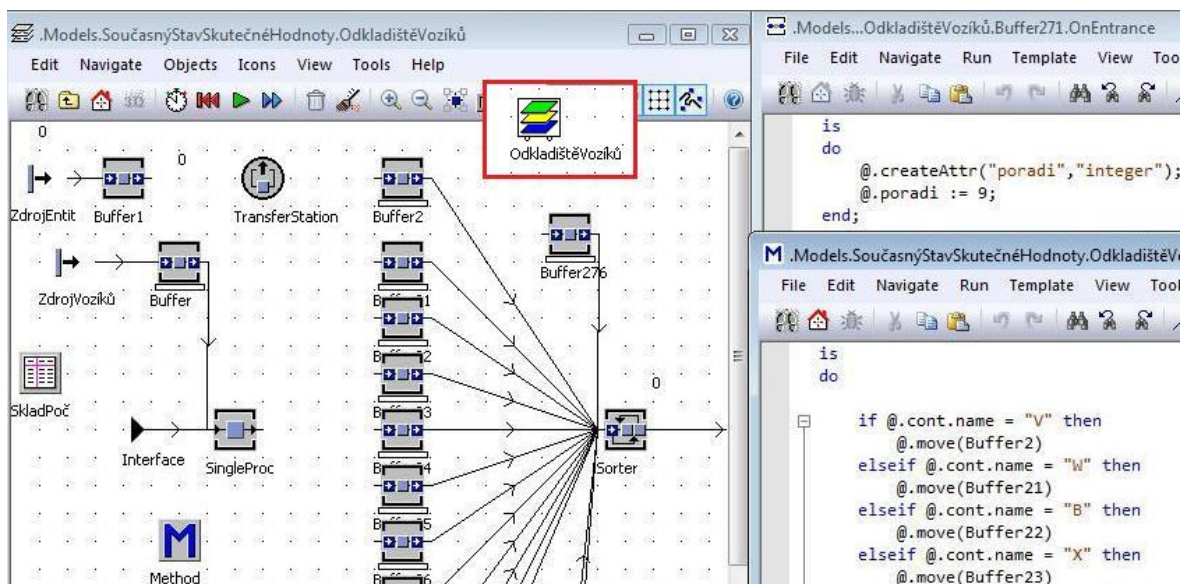 .Models.SoučasnýStavSkutečnéHodnoty.OdkladištěVozíků
Edit Navigate Objects Icons View Tools Help
OdkladištěVozíků
0
0
ZdrojEntit
Buffer1
TransferStation
Buffer2
Buffer276
ZdrojVozíků
Buffer
SkladPoč
0
Interface
SingleProc
Sorter
Method
.Models...OdkladištěVozíků.Buffer271.OnEntrance
File Edit Navigate Run Template View
is
do
@.createAttr("poradi","integer");
@.poradi := 9;
end;
M .Models.SoučasnýStavSkutečnéHodnoty.
File Edit Navigate Run Template View
is
do
if @.cont.name = "V" then
@.move(Buffer2)
elseif @.cont.name = "W" then
@.move(Buffer21)
elseif @.cont.name = "B" then
@.move(Buffer22)
elseif @.cont.name = "X" then
@.move(Buffer23)